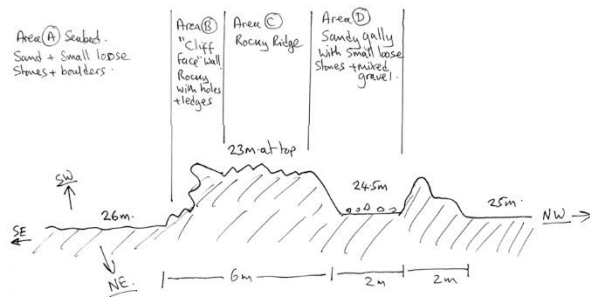 Area A Seabed.
Sand + Small loose
Stones + boulders.
Area B
"Cliff
Face" Wall
Rocky
with holes
+ ledges
Area C
Rocky Ridge
Area D
Sandy gally
with small loose
Stones + mixed
gravel.
23m at top
SW
26m
24.5m
25m
SE
NW
NE
6m
2m
2m